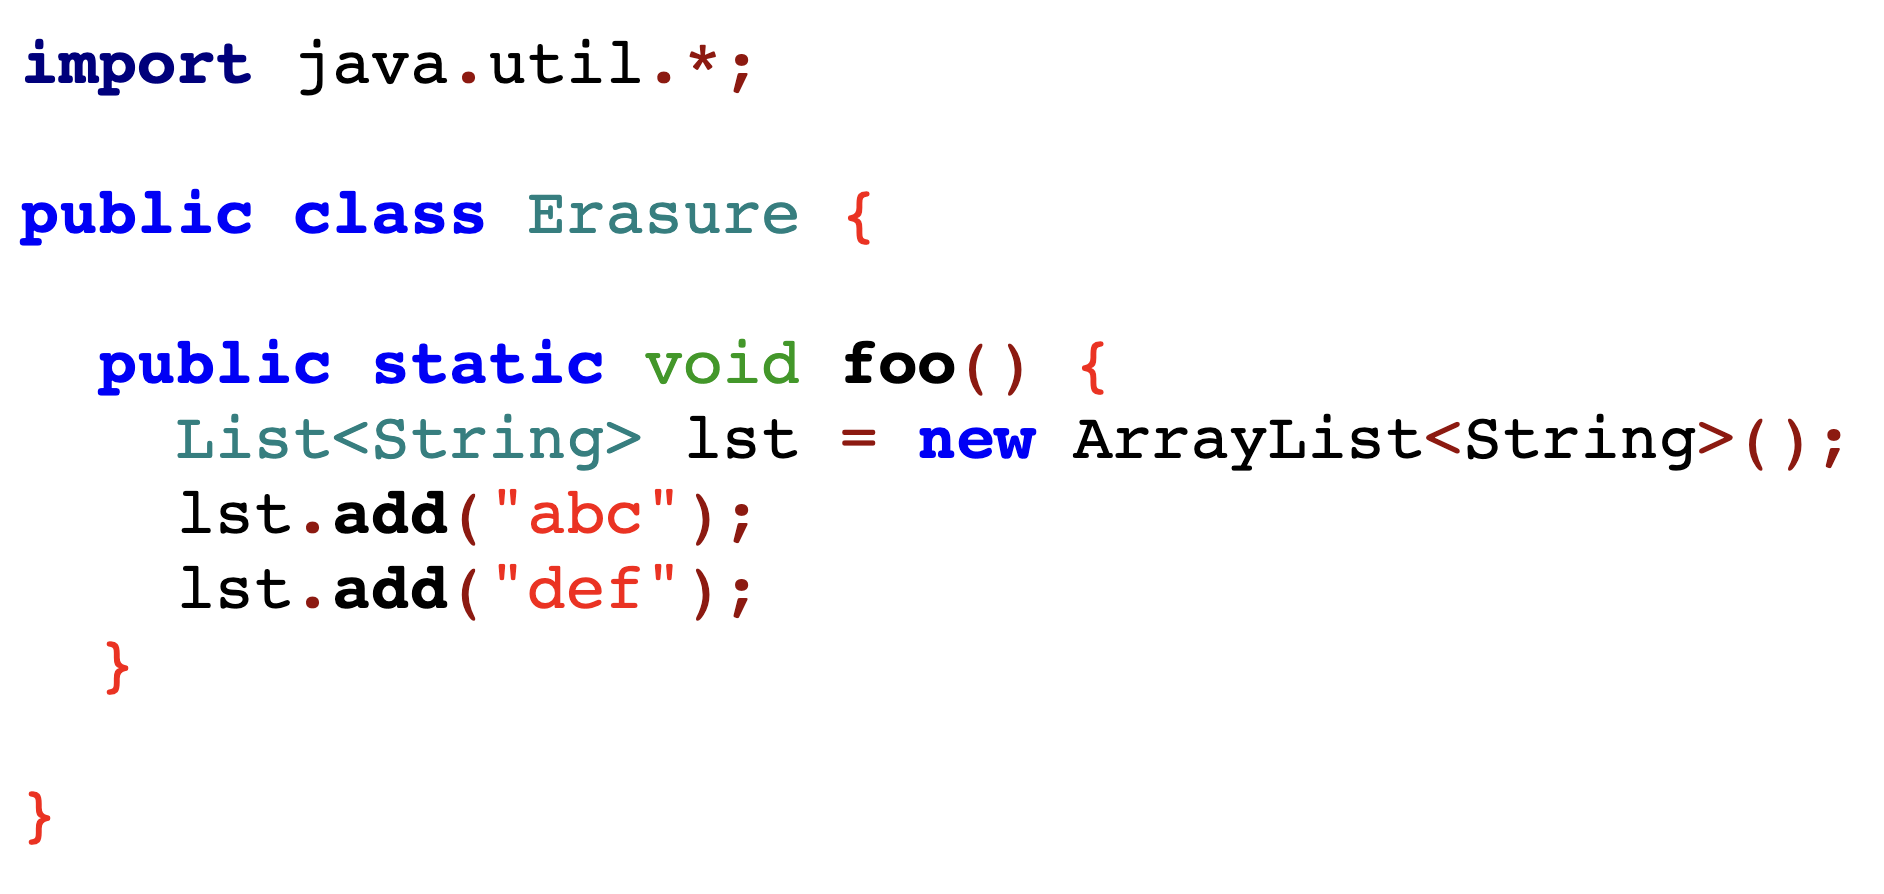 import java.util.*;
public class Erasure {
public static void foo() {
List<String> lst = new ArrayList<String>();
lst.add("abc");
lst.add("def");
}
}